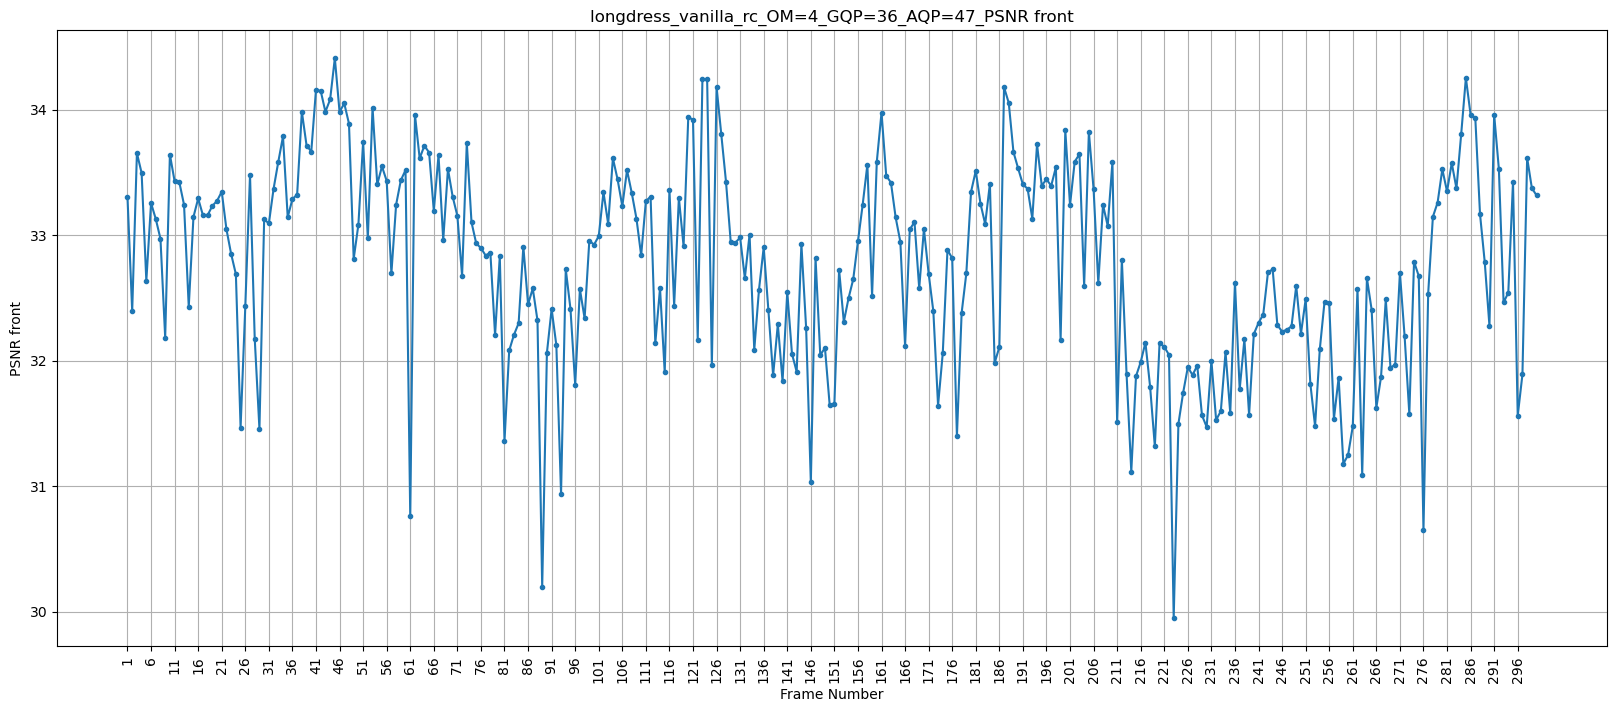 longdress_vanilla_rc_OM=4_GQP=36_AQP=47_PSNR front
PSNR front
34
33
32
31
30
1 6 11 16 21 26 31 36 41 46 51 56 61 66 71 76 81 86 91 96 101 106 111 116 121 126 131 136 141 146 151 156 161 166 171 176 181 186 191 196 201 206 211 216 221 226 231 236 241 246 251 256 261 266 271 276 281 286 291 296
Frame Number